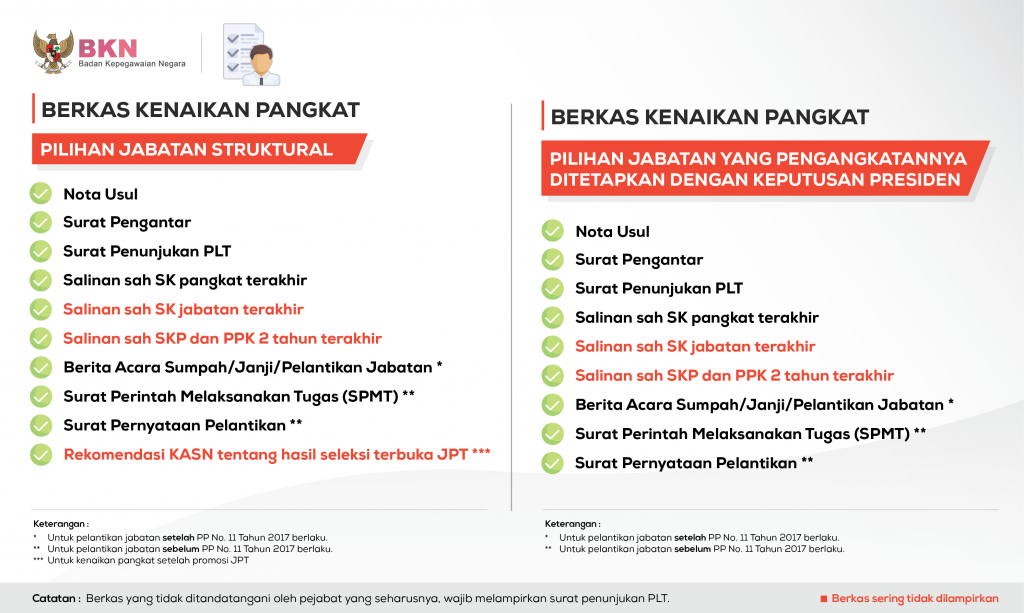 BKN
Badan Kepegawaian Negara
BERKAS KENAIKAN PANGKAT
PILIHAN JABATAN STRUKTURAL
Nota Usul
Surat Pengantar
Surat Penunjukan PLT
Salinan sah SK pangkat terakhir
Salinan sah SK jabatan terakhir
Salinan sah SKP dan PPK 2 tahun terakhir
Berita Acara Sumpah/Janji/Pelantikan Jabatan *
Surat Perintah Melaksanakan Tugas (SPMT) **
Surat Pernyataan Pelantikan **
Rekomendasi KASN tentang hasil seleksi terbuka JPT ***
Keterangan :
* Untuk pelantikan jabatan setelah PP No. 11 Tahun 2017 berlaku.
** Untuk pelantikan jabatan sebelum PP No. 11 Tahun 2017 berlaku.
*** Untuk kenaikan pangkat setelah promosi JPT
BERKAS KENAIKAN PANGKAT
PILIHAN JABATAN YANG PENGANGKATANNYA
DITETAPKAN DENGAN KEPUTUSAN PRESIDEN
Nota Usul
Surat Pengantar
Surat Penunjukan PLT
Salinan sah SK pangkat terakhir
Salinan sah SK jabatan terakhir
Salinan sah SKP dan PPK 2 tahun terakhir
Berita Acara Sumpah/Janji/Pelantikan Jabatan *
Surat Perintah Melaksanakan Tugas (SPMT) **
Surat Pernyataan Pelantikan **
Keterangan :
* Untuk pelantikan jabatan setelah PP No. 11 Tahun 2017 berlaku.
** Untuk pelantikan jabatan sebelum PP No. 11 Tahun 2017 berlaku.
Catatan : Berkas yang tidak ditandatangani oleh pejabat yang seharusnya, wajib melampirkan surat penunjukan PLT.
Berkas sering tidak dilampirkan